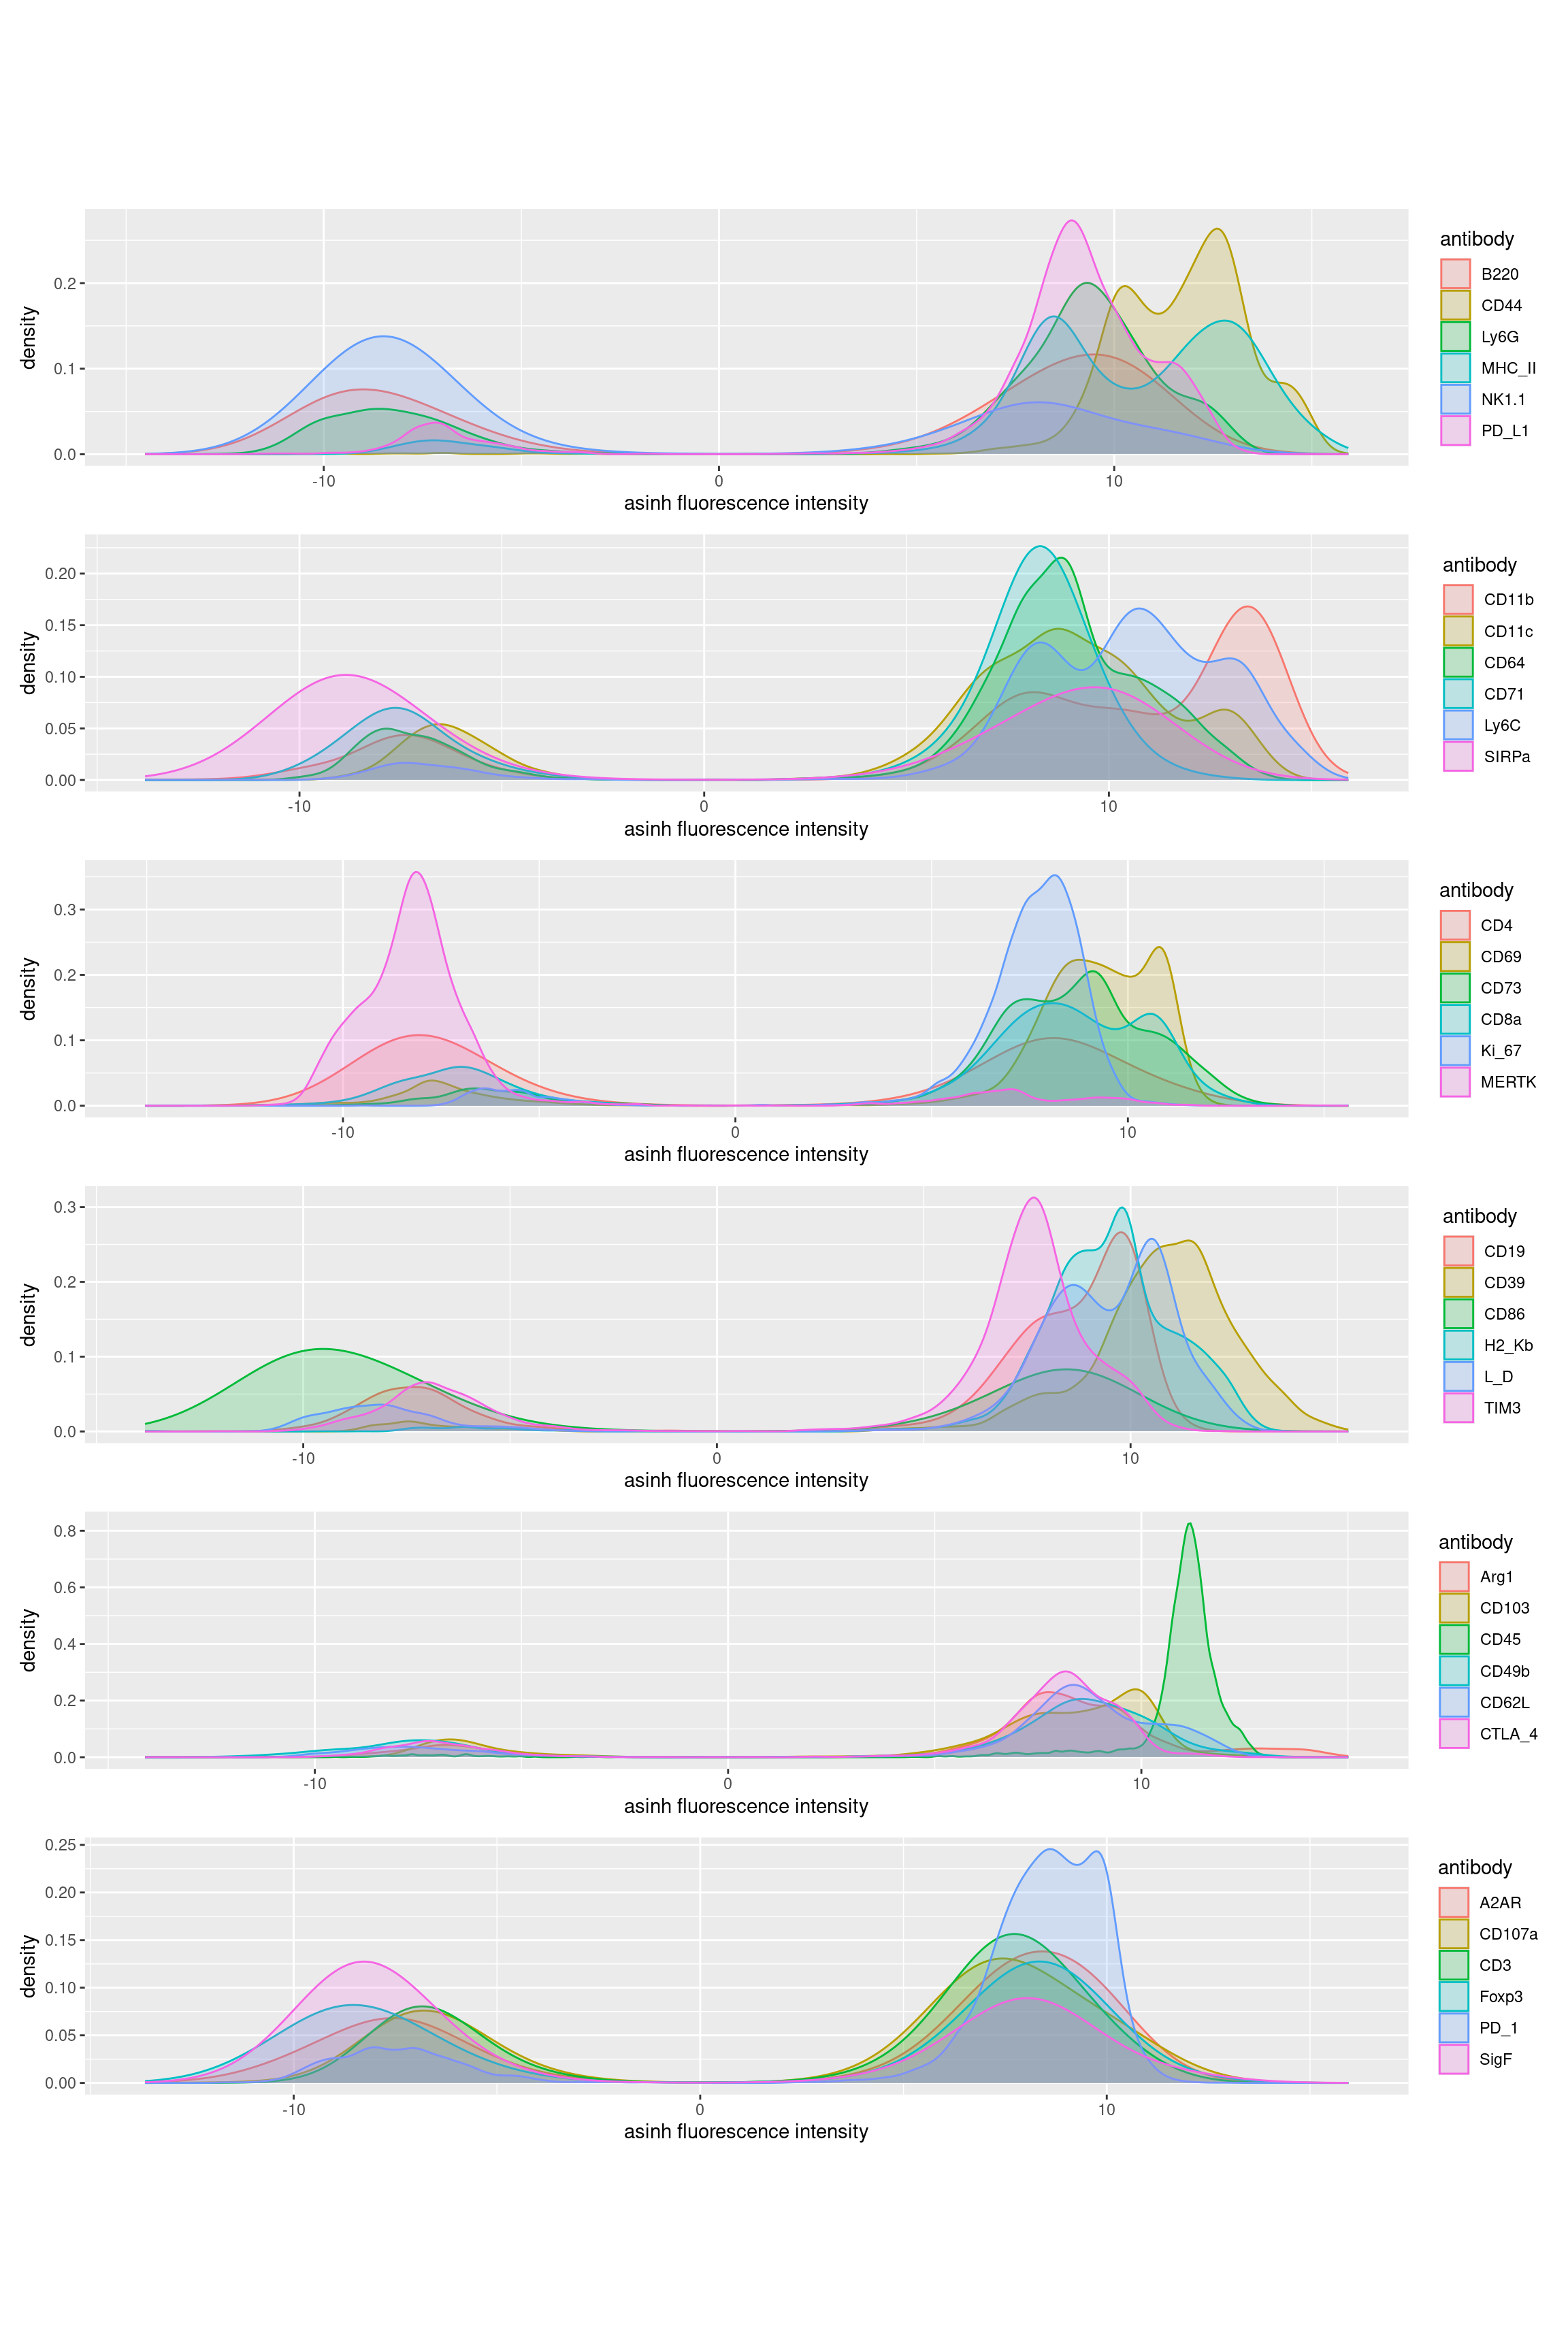 density
0.2
0.1
0.0
-10 0 10
asinh fluorescence intensity
antibody
B220
CD44
Ly6G
MHC_II
NK1.1
PD_L1
density
0.20
0.15
0.10
0.05
0.00
-10 0 10
asinh fluorescence intensity
antibody
CD11b
CD11c
CD64
CD71
Ly6C
SIRPa
density
0.3
0.2
0.1
0.0
-10 0 10
asinh fluorescence intensity
antibody
CD4
CD69
CD73
CD8a
Ki_67
MERTK
density
0.3
0.2
0.1
0.0
-10 0 10
asinh fluorescence intensity
antibody
CD19
CD39
CD86
H2_Kb
L_D
TIM3
density
0.8
0.6
0.4
0.2
0.0
-10 0 10
asinh fluorescence intensity
antibody
Arg1
CD103
CD45
CD49b
CD62L
CTLA_4
density
0.25
0.20
0.15
0.10
0.05
0.00
-10 0 10
asinh fluorescence intensity
antibody
A2AR
CD107a
CD3
Foxp3
PD_1
SigF